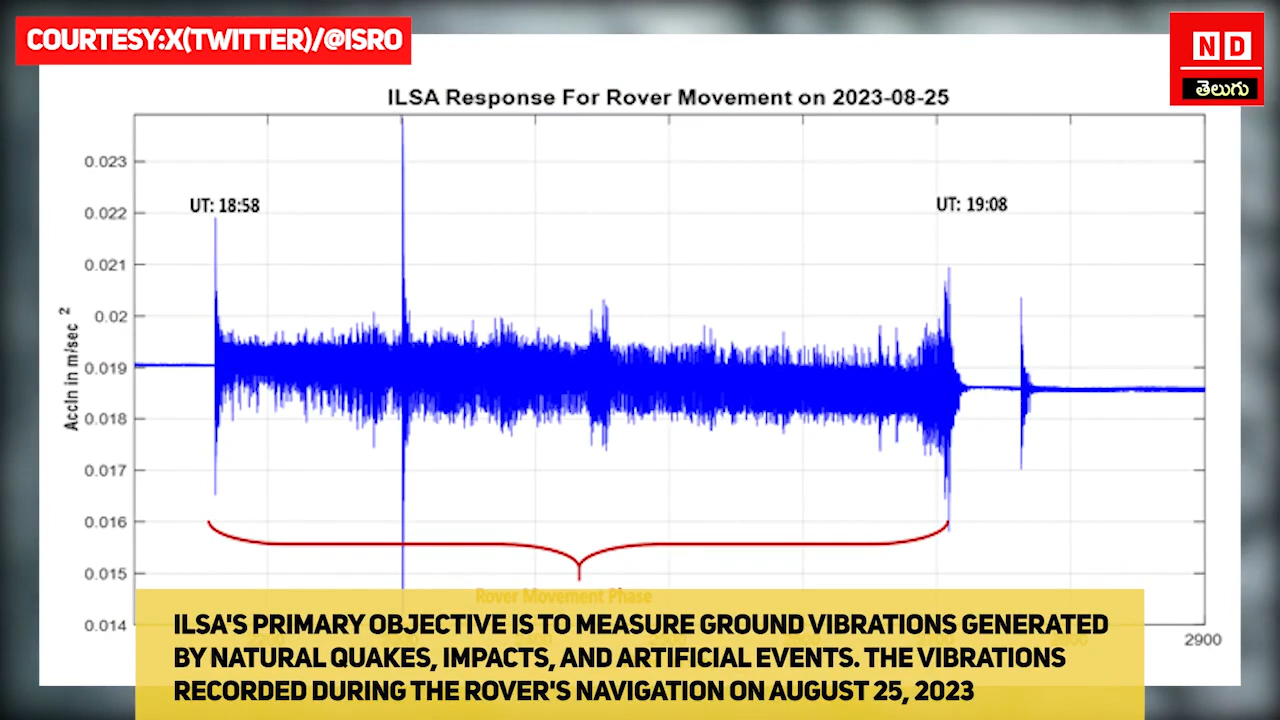 COURTESY:X(TWITTER)/@ISRO
ND
తెలుగు
ILSA Response For Rover Movement on 2023-08-25
0.023
UT: 18:58
UT: 19:08
0.022
0.021
0.02
0.019
0.018
0.017
0.016
0.015
0.014
AccIn in m/sec 2
Rover Movement Phase
2900
ILSA'S PRIMARY OBJECTIVE IS TO MEASURE GROUND VIBRATIONS GENERATED
BY NATURAL QUAKES, IMPACTS, AND ARTIFICIAL EVENTS. THE VIBRATIONS
RECORDED DURING THE ROVER'S NAVIGATION ON AUGUST 25, 2023